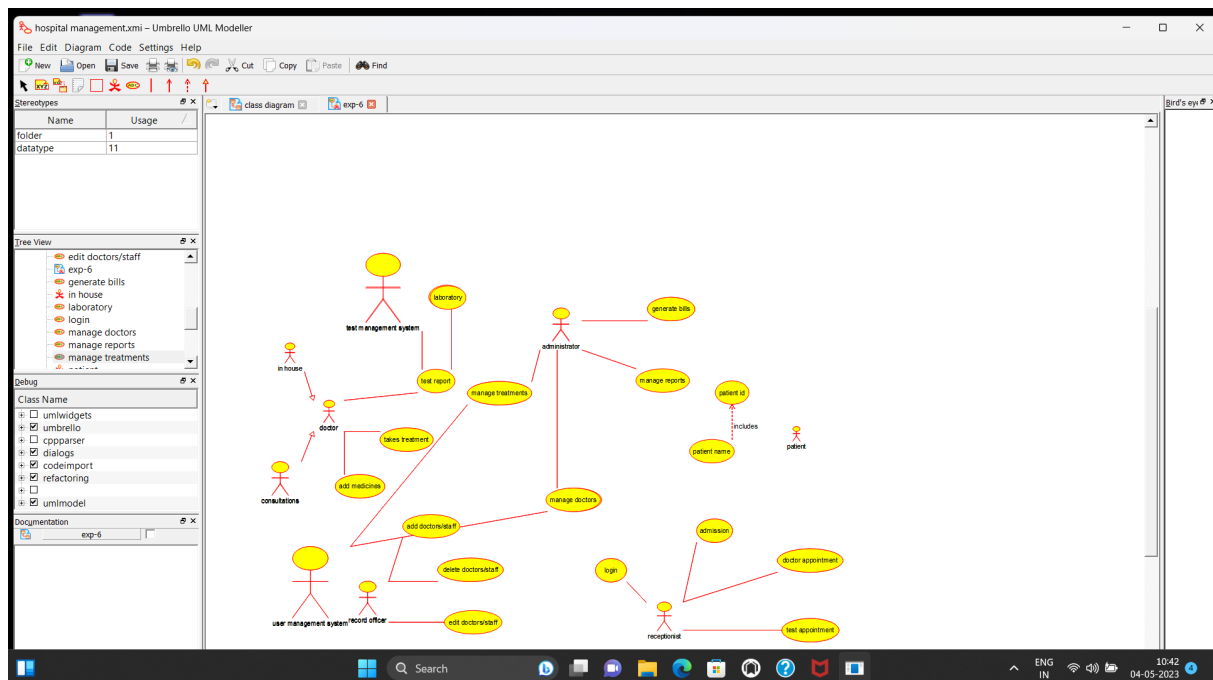 hospital management.xmi – Umbrello UML Modeller
File Edit Diagram Code Settings Help
New Open Save Cut Copy Paste Find
Stereotypes
Name Usage
folder 1
datatype 11
Tree View
edit doctors/staff
exp-6
generate bills
in house
laboratory
login
manage doctors
manage reports
manage treatments
patient
Debug
Class Name
umlwidgets
umbrello
cppparser
dialogs
codeimport
refactoring
umlmodel
Documentation
exp-6
class diagram
exp-6
Bird's eye
laboratory
test management system
generate bills
administrator
in house
test report
manage treatments
manage reports
patient id
doctor
includes
takes treatment
patient name
patient
consultations
add medicines
manage doctors
add doctors/staff
admission
delete doctors/staff
login
doctor appointment
user management system
record officer
edit doctors/staff
receptionist
test appointment
Search
ENG
IN
10:42
04-05-2023
4